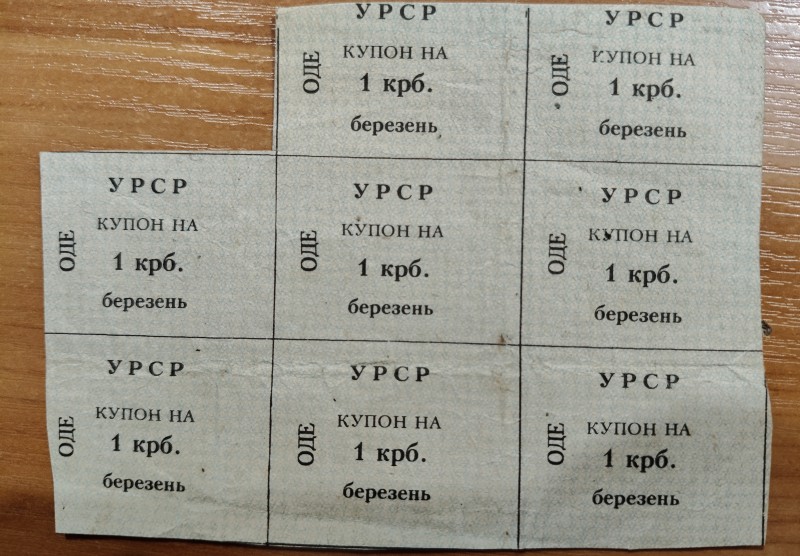 УРСР
ОДЕ
КУПОН НА
1 крб.
березень
УРСР
ОДЕ
КУПОН НА
1 крб.
березень
УРСР
ОДЕ
КУПОН НА
1 крб.
березень
УРСР
ОДЕ
КУПОН НА
1 крб.
березень
УРСР
ОДЕ
КУПОН НА
1 крб.
березень
УРСР
ОДЕ
КУПОН НА
1 крб.
березень
УРСР
ОДЕ
КУПОН НА
1 крб.
березень
УРСР
ОДЕ
КУПОН НА
1 крб.
березень